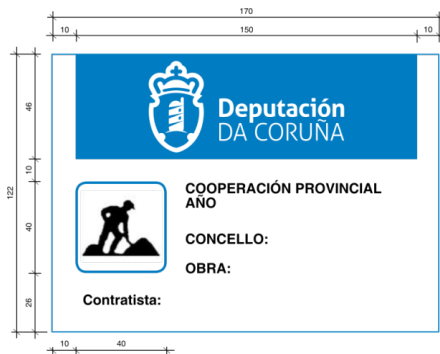 170
10 150 10
46
Deputación
DA CORUÑA
10
122
COOPERACIÓN PROVINCIAL
AÑO
40
CONCELLO:
OBRA:
26
Contratista:
10 40